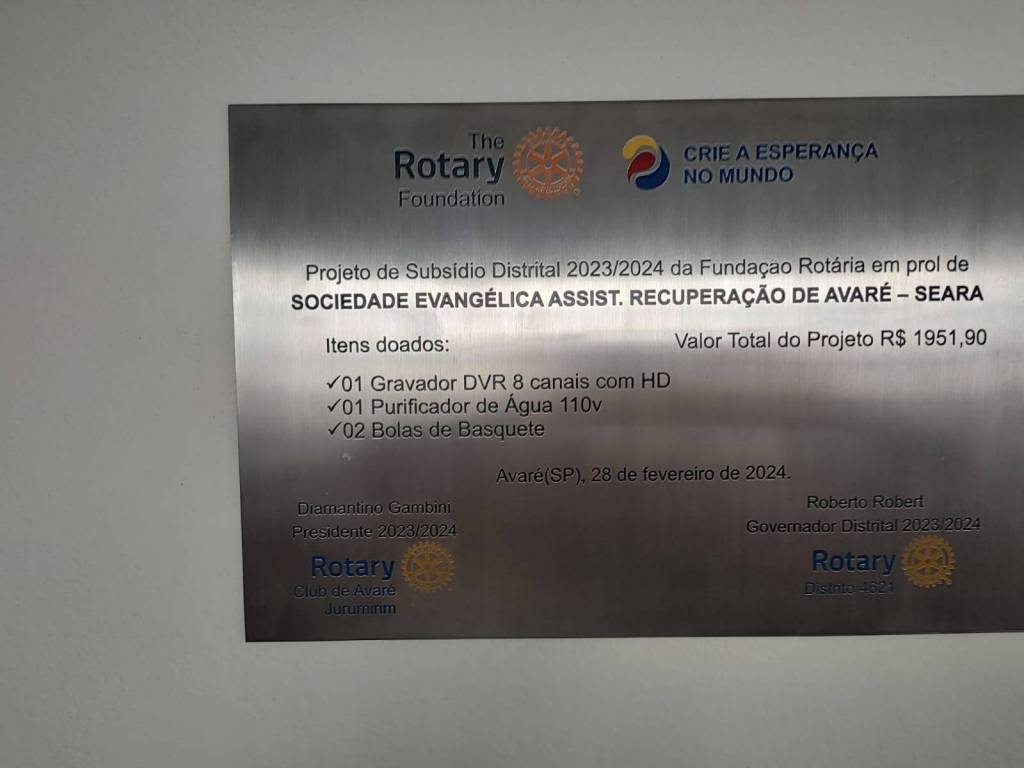 The
Rotary
Foundation
CRIE A ESPERANÇA
NO MUNDO
Projeto de Subsídio Distrital 2023/2024 da Fundação Rotária em prol de
SOCIEDADE EVANGÉLICA ASSIST. RECUPERAÇÃO DE AVARÉ – SEARA
Itens doados:
Valor Total do Projeto R$ 1951,90
✓01 Gravador DVR 8 canais com HD
✓01 Purificador de Água 110v
✓02 Bolas de Basquete
Avaré(SP), 28 de fevereiro de 2024.
Diamantino Gambini
Presidente 2023/2024
Rotary
Club de Avaré
Jurumirim
Roberto Robert
Governador Distrital 2023/2024
Rotary
Distrito 4621